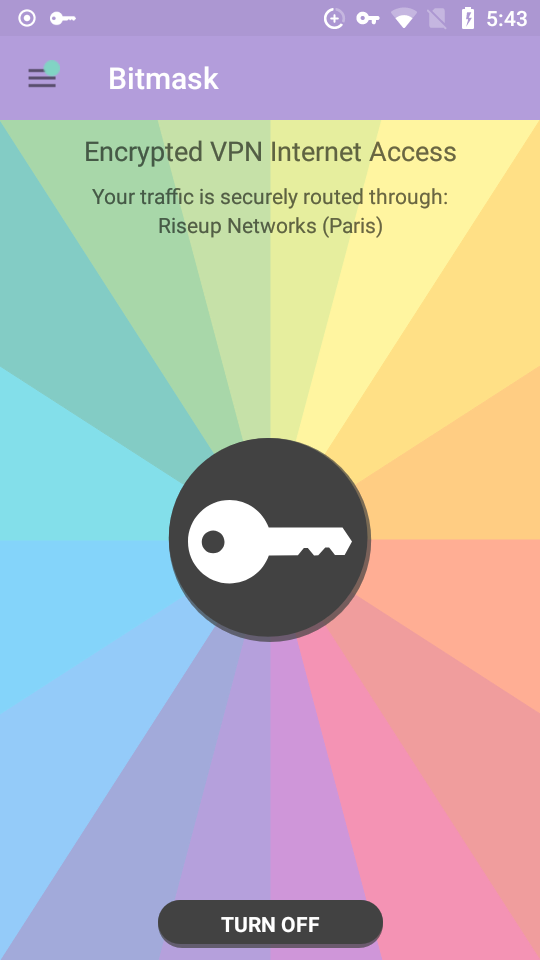 5:43
Bitmask
Encrypted VPN Internet Access
Your traffic is securely routed through:
Riseup Networks (Paris)
TURN OFF